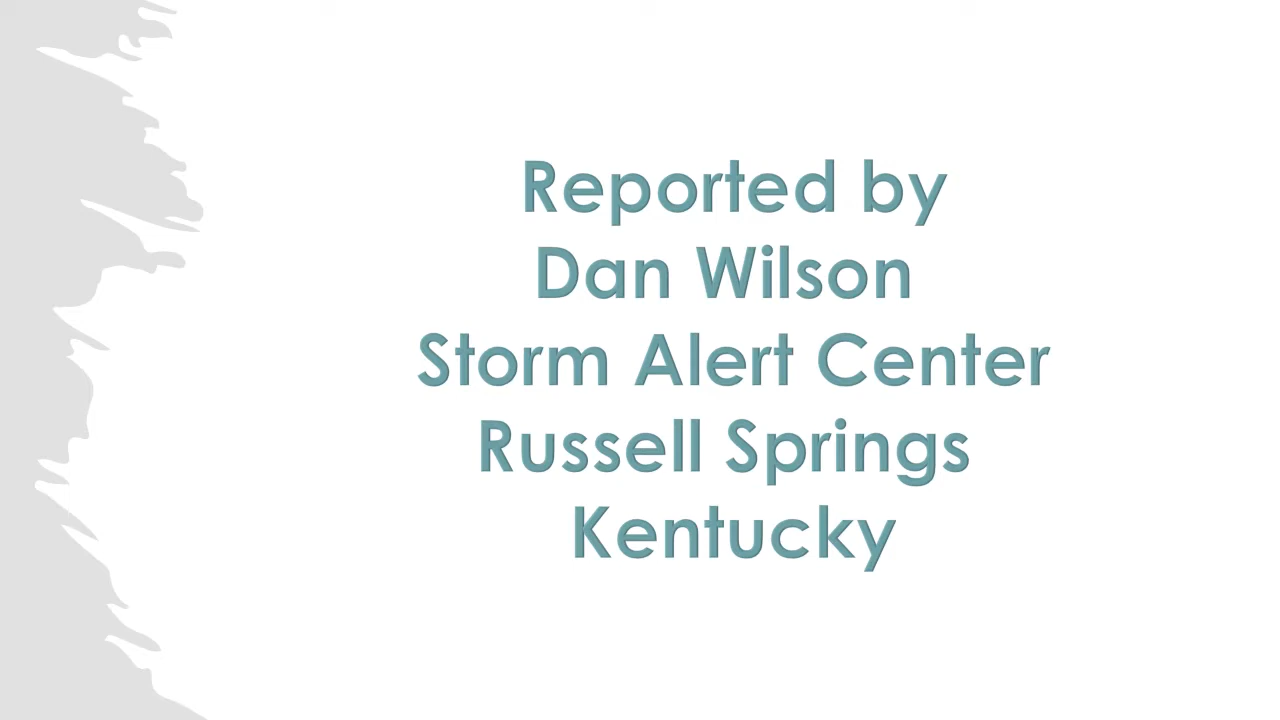 Reported by
Dan Wilson
Storm Alert Center
Russell Springs
Kentucky